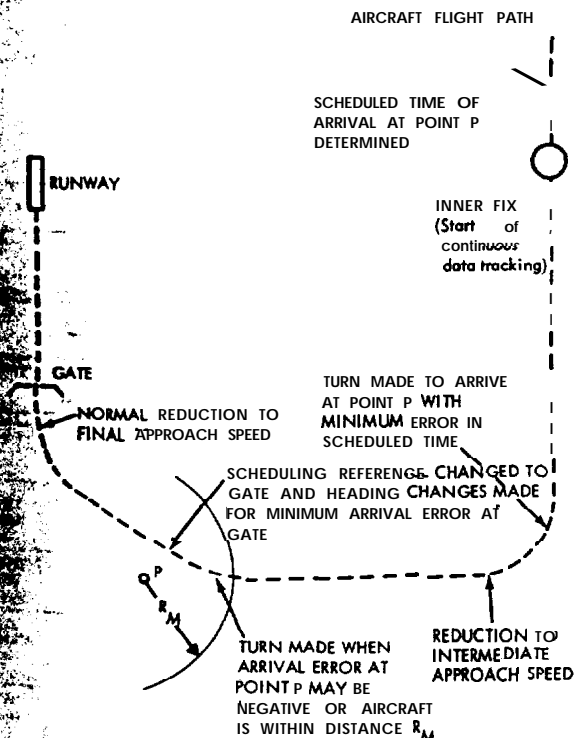 AIRCRAFT FLIGHT PATH
SCHEDULED TIME OF
ARRIVAL AT POINT P
DETERMINED
RUNWAY
INNER FIX
(Start of
continuous
data tracking)
GATE
NORMAL REDUCTION TO
FINAL APPROACH SPEED
TURN MADE TO ARRIVE
AT POINT P WITH
MINIMUM ERROR IN
SCHEDULED TIME
SCHEDULING REFERENCE CHANGED TO
GATE AND HEADING CHANGES MADE
FOR MINIMUM ARRIVAL ERROR AT
GATE
P
RM
TURN MADE WHEN
ARRIVAL ERROR AT
POINT P MAY BE
NEGATIVE OR AIRCRAFT
IS WITHIN DISTANCE RM
REDUCTION TO
INTERMEDIATE
APPROACH SPEED